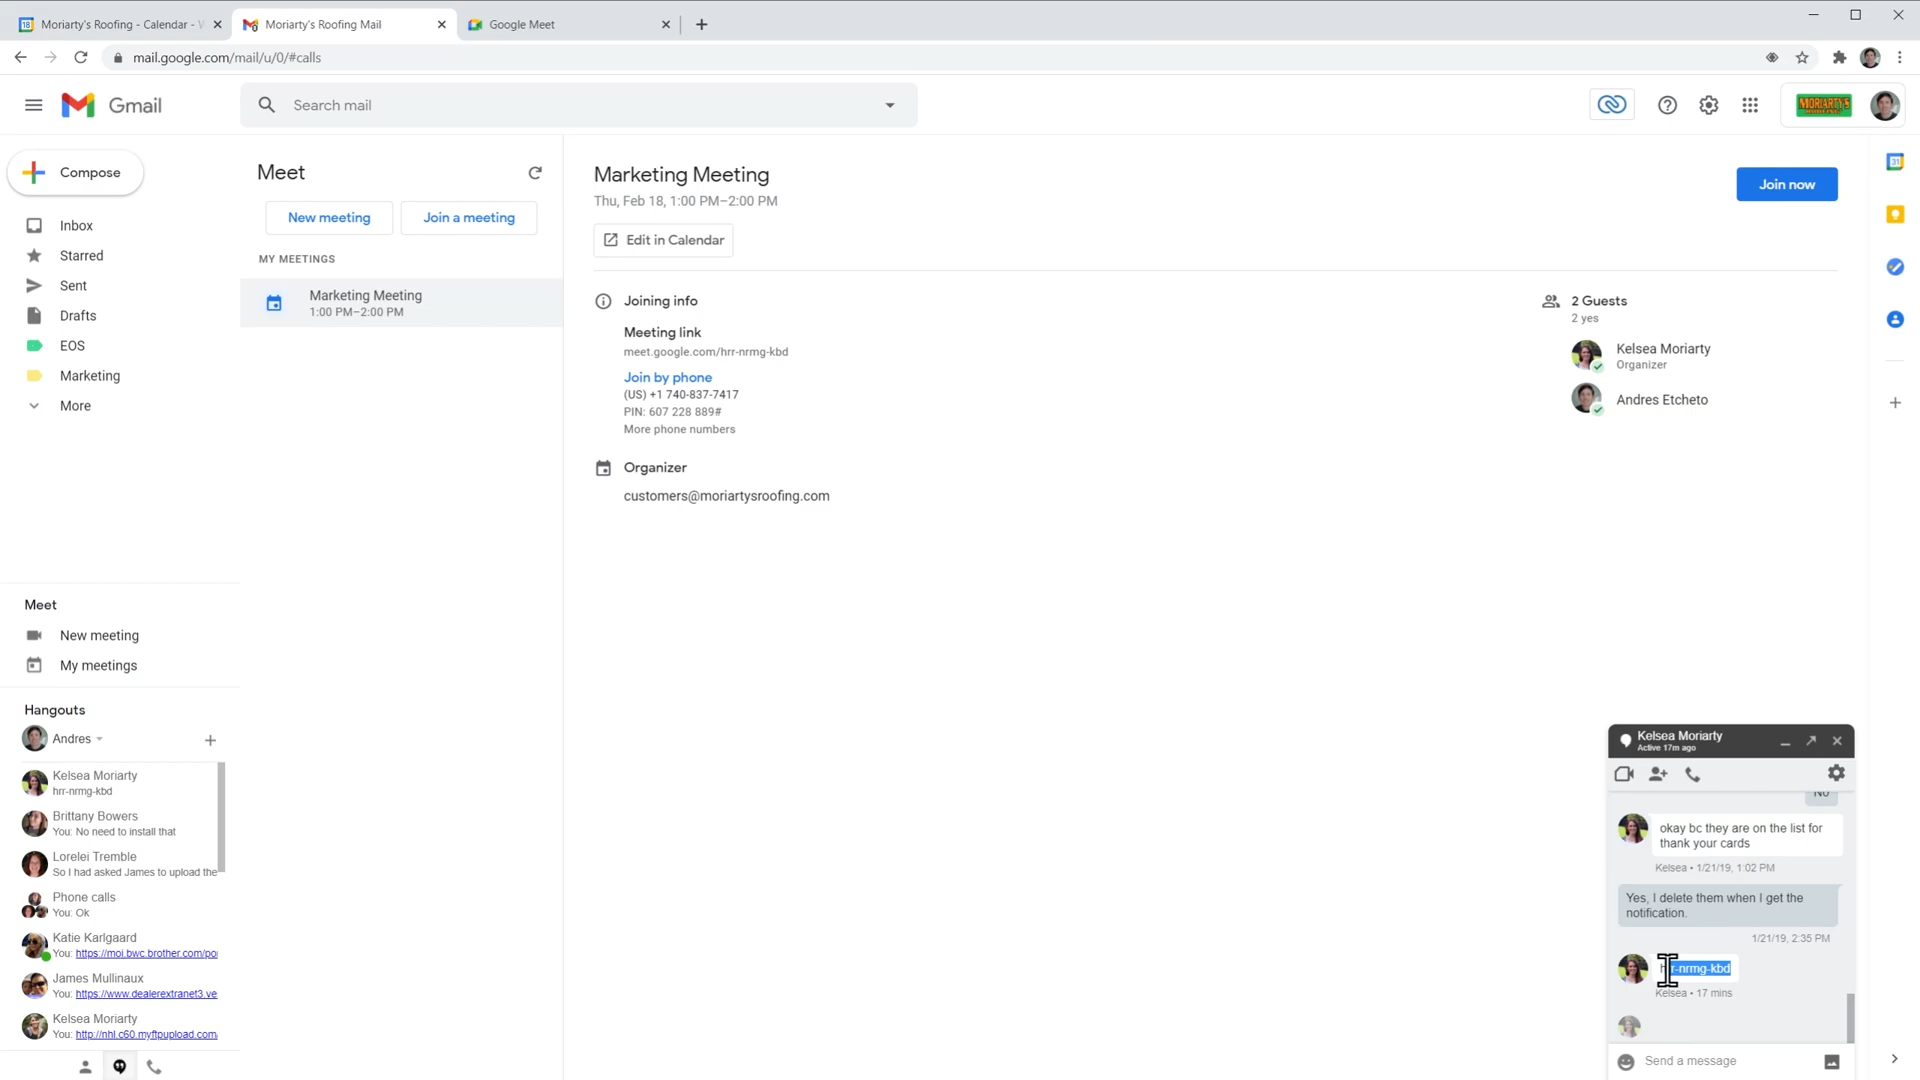 Moriarty's Roofing - Calendar -
Moriarty's Roofing Mail
Google Meet
mail.google.com/mail/u/0/#calls
Gmail
Search mail
MORIARTY'S
Compose
Inbox
Starred
Sent
Drafts
EOS
Marketing
More
Meet
New meeting
My meetings
Hangouts
Andres
Kelsea Moriarty
hrr-nrmg-kbd
Brittany Bowers
You: No need to install that
Lorelei Tremble
So I had asked James to upload the
Phone calls
You: Ok
Katie Karlgaard
You: https://moi.bwc.brother.com/po
James Mullinaux
You: https://www.dealerextranet3.ve
Kelsea Moriarty
You: http://nhl.c60.myftpupload.com
Meet
New meeting
Join a meeting
MY MEETINGS
Marketing Meeting
1:00 PM–2:00 PM
Marketing Meeting
Thu, Feb 18, 1:00 PM–2:00 PM
Join now
Edit in Calendar
Joining info
Meeting link
meet.google.com/hrr-nrmg-kbd
Join by phone
(US) +1 740-837-7417
PIN: 607 228 889#
More phone numbers
Organizer
customers@moriartysroofing.com
2 Guests
2 yes
Kelsea Moriarty
Organizer
Andres Etcheto
31
Kelsea Moriarty
Active 17m ago
No
okay bc they are on the list for
thank your cards
Kelsea • 1/21/19, 1:02 PM
Yes, I delete them when I get the
notification.
1/21/19, 2:35 PM
hrr-nrmg-kbd
Kelsea • 17 mins
Send a message